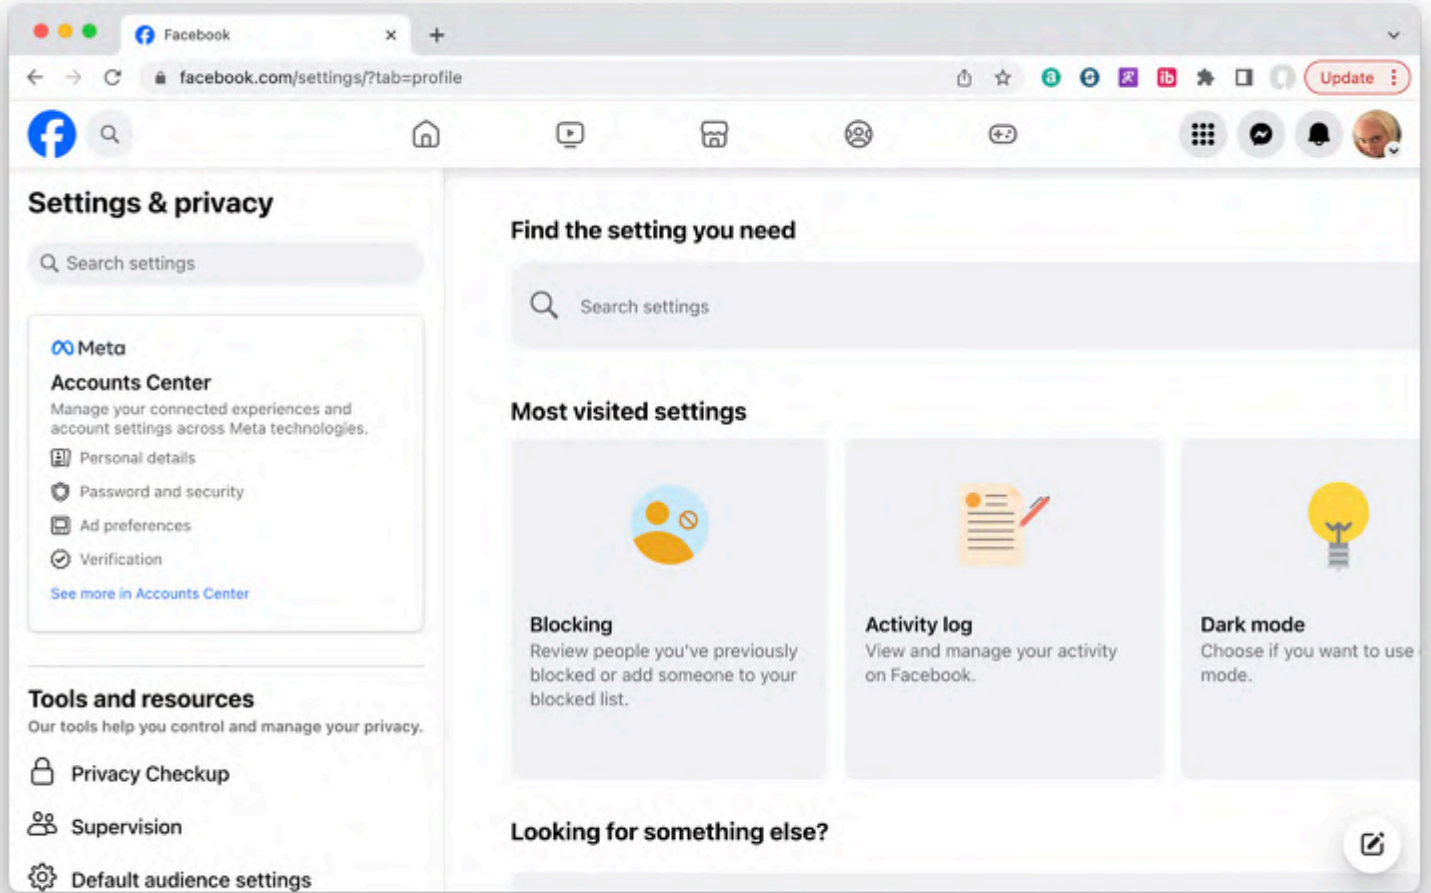 Facebook
facebook.com/settings/?tab=profile
Update
Settings & privacy
Search settings
Meta
Accounts Center
Manage your connected experiences and
account settings across Meta technologies.
Personal details
Password and security
Ad preferences
Verification
See more in Accounts Center
Tools and resources
Our tools help you control and manage your privacy.
Privacy Checkup
Supervision
Default audience settings
Find the setting you need
Search settings
Most visited settings
Blocking
Review people you've previously
blocked or add someone to your
blocked list.
Activity log
View and manage your activity
on Facebook.
Dark mode
Choose if you want to use
mode.
Looking for something else?